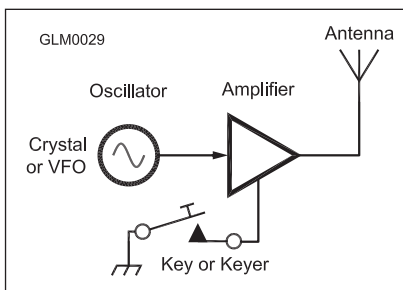 GLM0029
Antenna
Oscillator
Amplifier
Crystal
or VFO
Key or Keyer